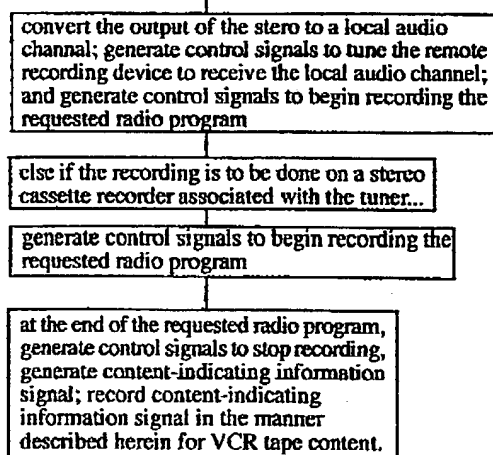 convert the output of the stero to a local audio
channel; generate control signals to tune the remote
recording device to receive the local audio channel;
and generate control signals to begin recording the
requested radio program
else if the recording is to be done on a stereo
cassette recorder associated with the tuner...
generate control signals to begin recording the
requested radio program
at the end of the requested radio program,
generate control signals to stop recording,
generate content-indicating information
signal; record content-indicating
information signal in the manner
described herein for VCR tape content.